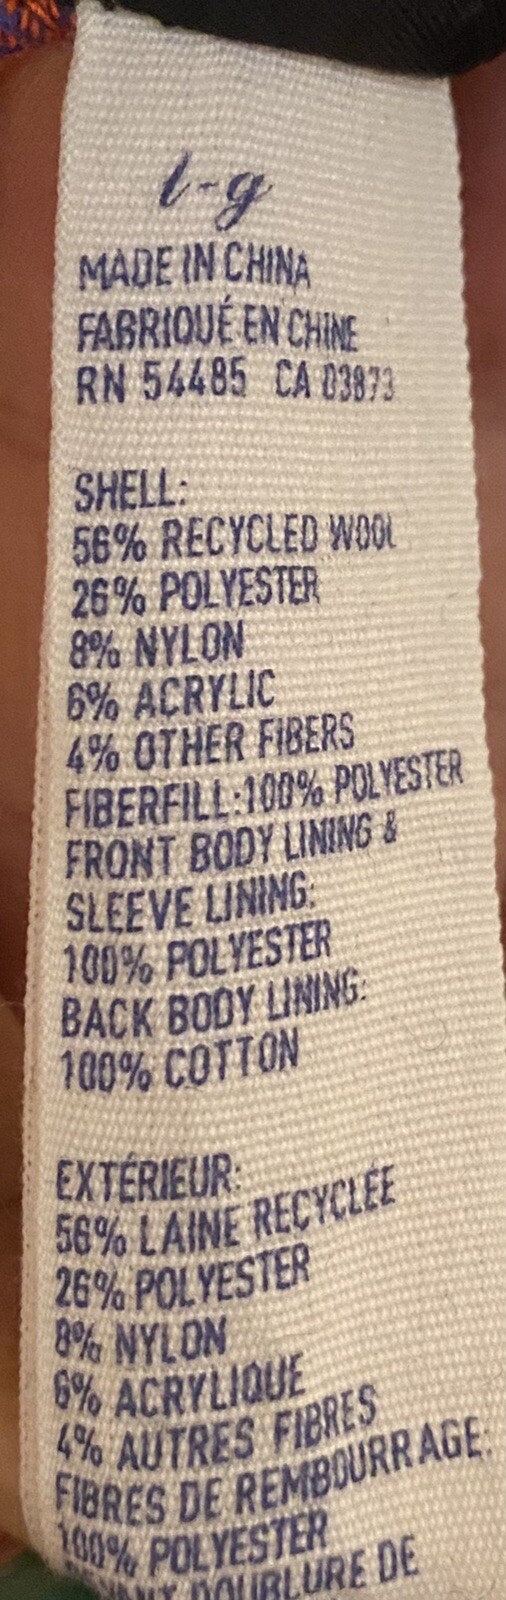 l-g
MADE IN CHINA
FABRIQUÉ EN CHINE
RN 54485 CA 03873
SHELL:
56% RECYCLED WOOL
26% POLYESTER
8% NYLON
6% ACRYLIC
4% OTHER FIBERS
FIBERFILL:100% POLYESTER
FRONT BODY LINING &
SLEEVE LINING:
100% POLYESTER
BACK BODY LINING:
100% COTTON
EXTÉRIEUR:
56% LAINE RECYCLÉE
26% POLYESTER
8% NYLON
6% ACRYLIQUE
4% AUTRES FIBRES
FIBRES DE REMBOURRAGE:
100% POLYESTER
DOUBLURE DE